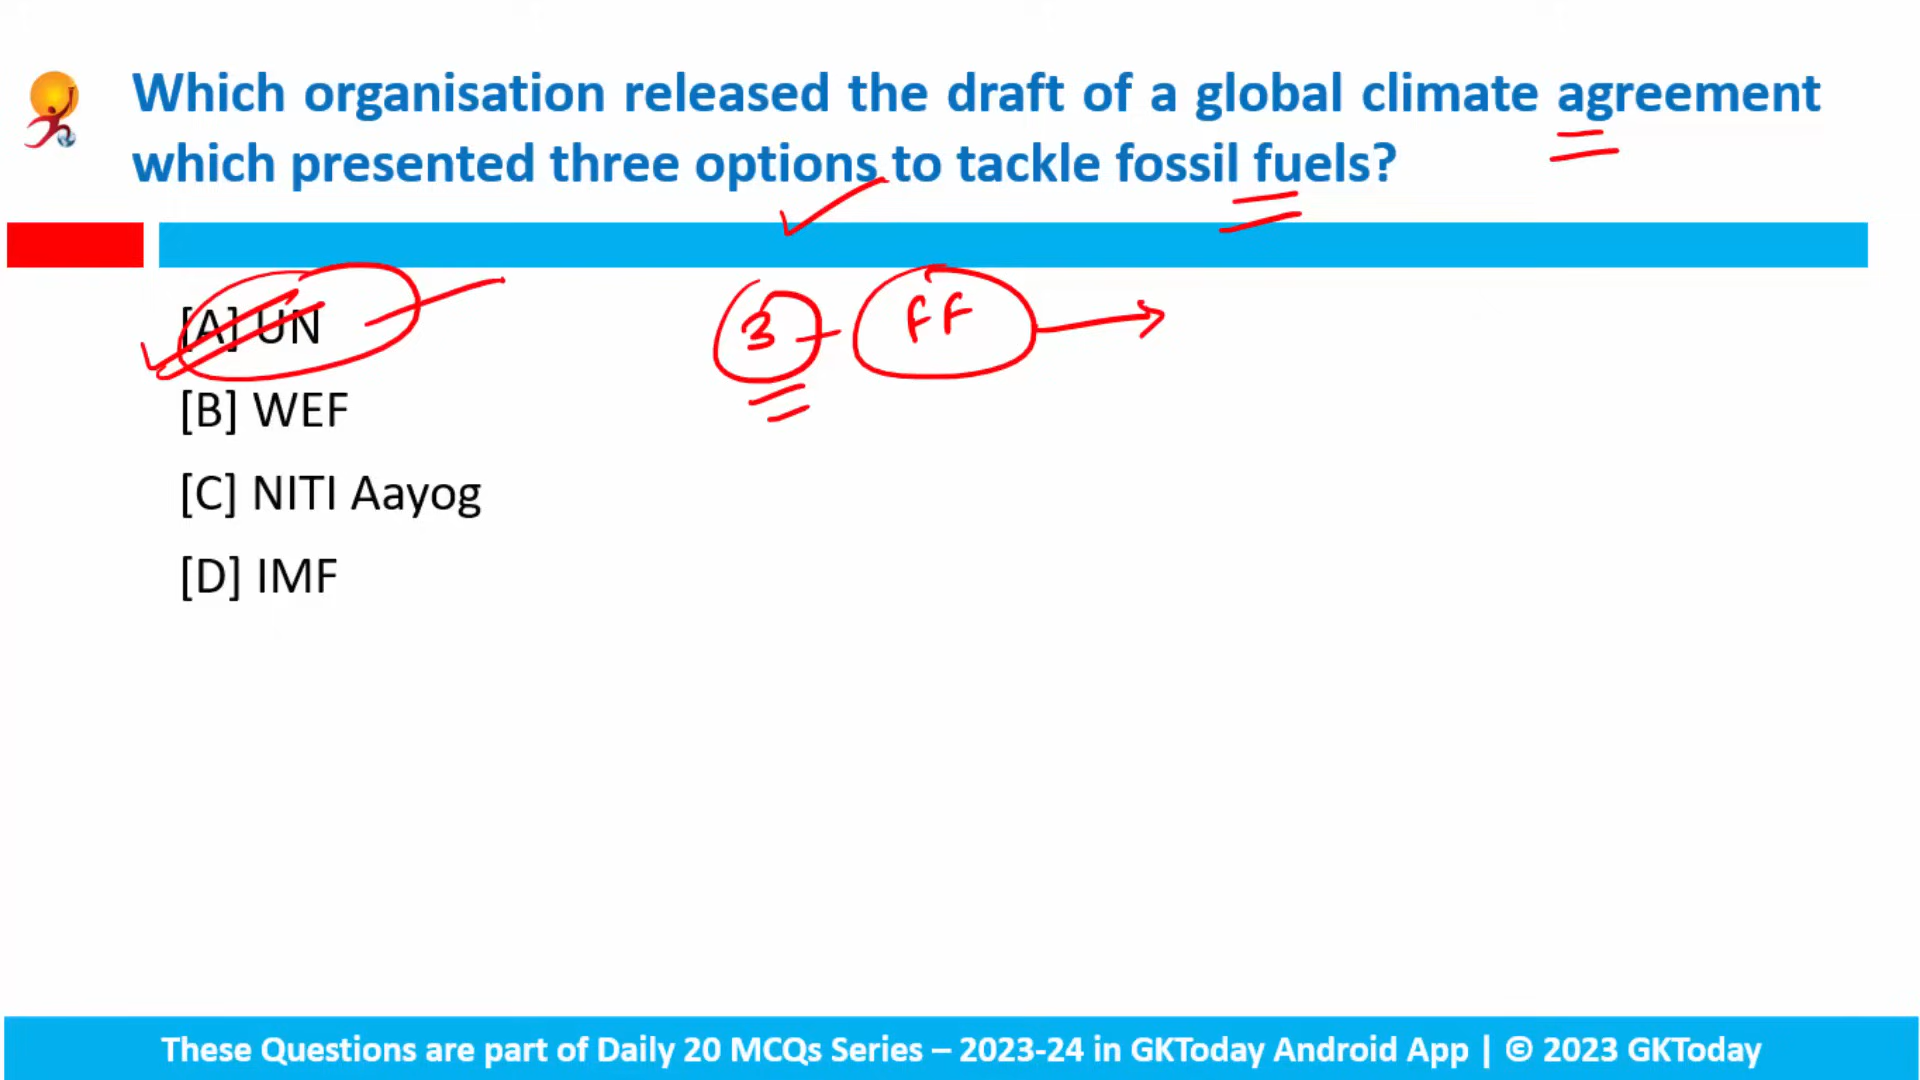 Which organisation released the draft of a global climate agreement
which presented three options to tackle fossil fuels?
[A] UN
3 - FF
[B] WEF
[C] NITI Aayog
[D] IMF
These Questions are part of Daily 20 MCQs Series – 2023-24 in GKToday Android App | © 2023 GKToday